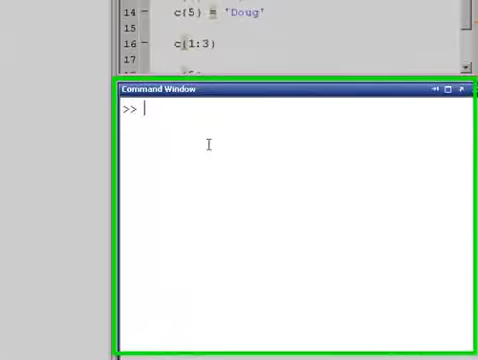 14 — c{5} = 'Doug'
15
16 — c{1:3}
17
Command Window
>>